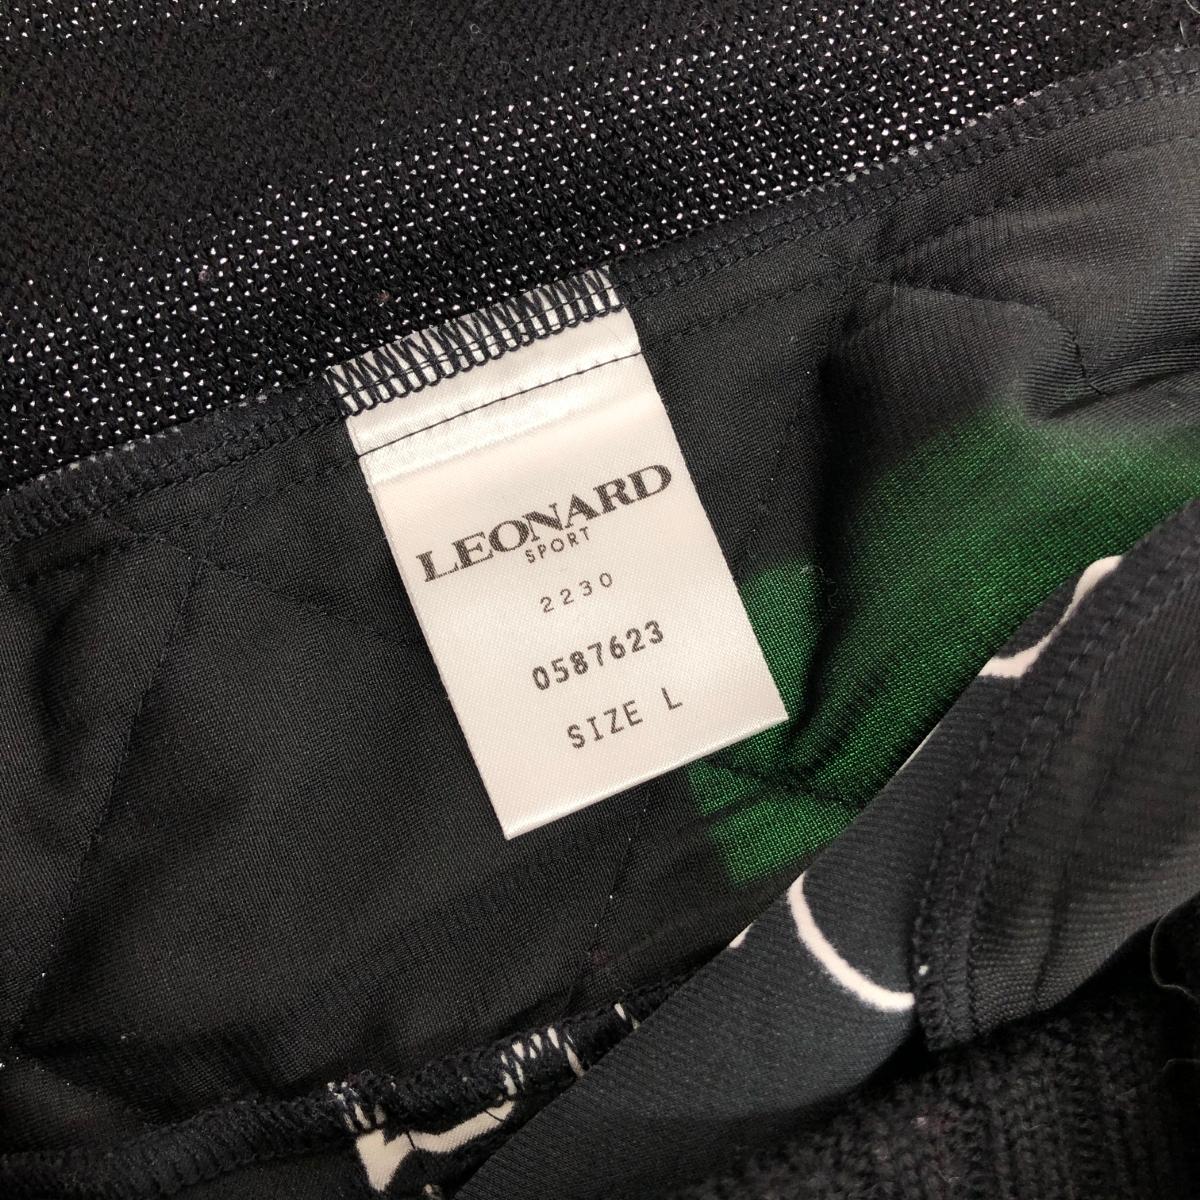 LEONARD
SPORT
2230
0587623
SIZE L